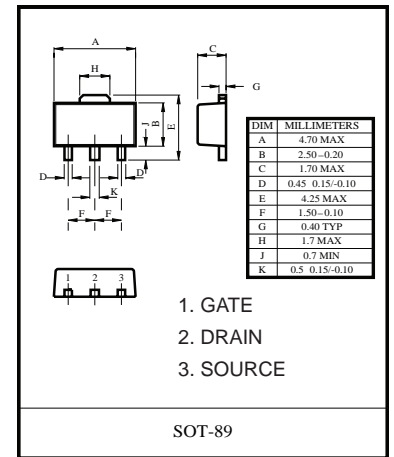 A
H
C
G
J
B
E
D
D
K
F F
1 2 3
DIM MILLIMETERS
A 4.70 MAX
B 2.50–0.20
C 1.70 MAX
D 0.45 0.15/-0.10
E 4.25 MAX
F 1.50–0.10
G 0.40 TYP
H 1.7 MAX
J 0.7 MIN
K 0.5 0.15/-0.10
1. GATE
2. DRAIN
3. SOURCE
SOT-89